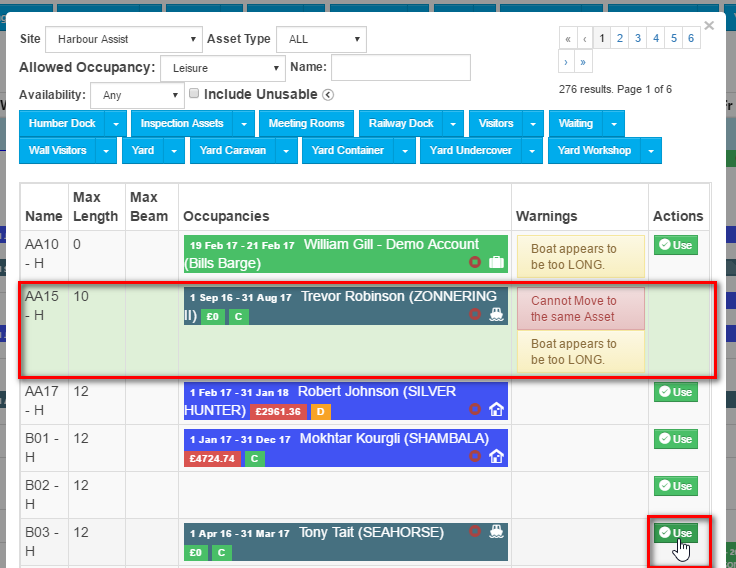 ×
Site Harbour Assist Asset Type ALL
« ‹ 1 2 3 4 5 6
› »
Allowed Occupancy: Leisure Name:
276 results. Page 1 of 6
Availability: Any Include Unusable
Humber Dock Inspection Assets Meeting Rooms Railway Dock Visitors Waiting
Wall Visitors Yard Yard Caravan Yard Container Yard Undercover Yard Workshop
Name Max Length Max Beam Occupancies Warnings Actions
AA10 - H 0 19 Feb 17 - 21 Feb 17 William Gill - Demo Account (Bills Barge) Boat appears to be too LONG. Use
AA15 - H 10 1 Sep 16 - 31 Aug 17 Trevor Robinson (ZONNERING II) £0 C Cannot Move to the same Asset
Boat appears to be too LONG.
AA17 - H 12 1 Feb 17 - 31 Jan 18 Robert Johnson (SILVER HUNTER) £2961.36 D Use
B01 - H 12 1 Jan 17 - 31 Dec 17 Mokhtar Kourgli (SHAMBALA) £4724.74 C Use
B02 - H 12 Use
B03 - H 12 1 Apr 16 - 31 Mar 17 Tony Tait (SEAHORSE) £0 C Use